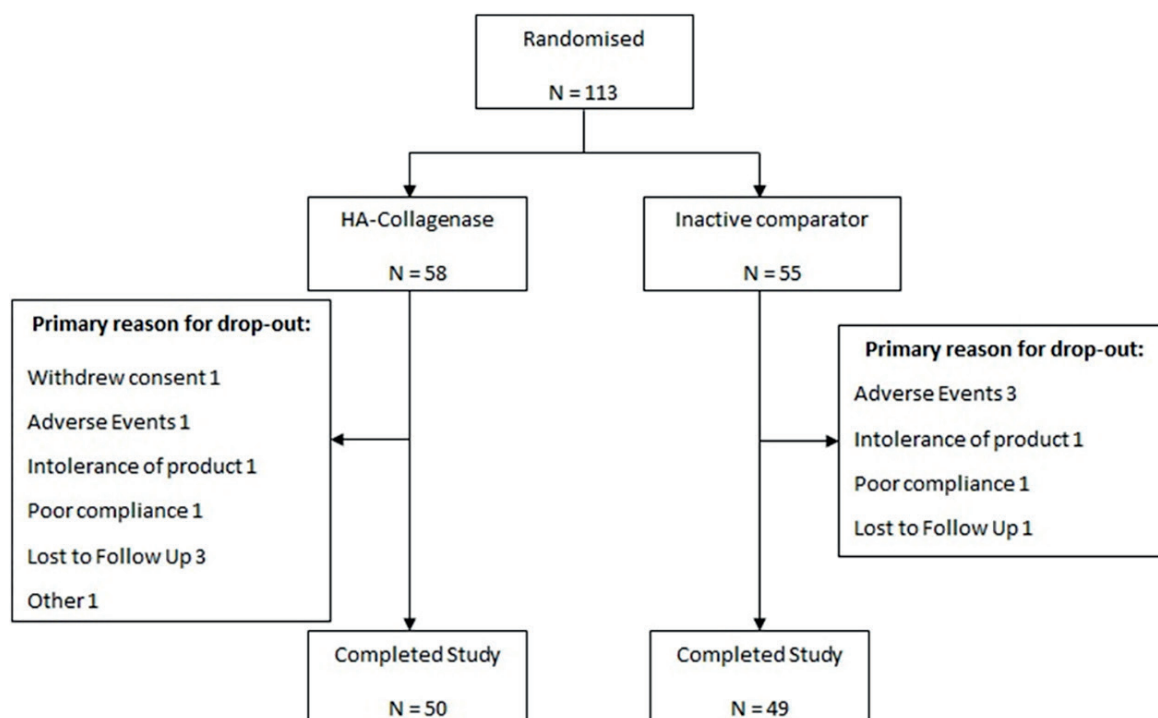 Randomised
N = 113
HA-Collagenase
N = 58
Inactive comparator
N = 55
Primary reason for drop-out:
Withdrew consent 1
Adverse Events 1
Intolerance of product 1
Poor compliance 1
Lost to Follow Up 3
Other 1
Primary reason for drop-out:
Adverse Events 3
Intolerance of product 1
Poor compliance 1
Lost to Follow Up 1
Completed Study
N = 50
Completed Study
N = 49